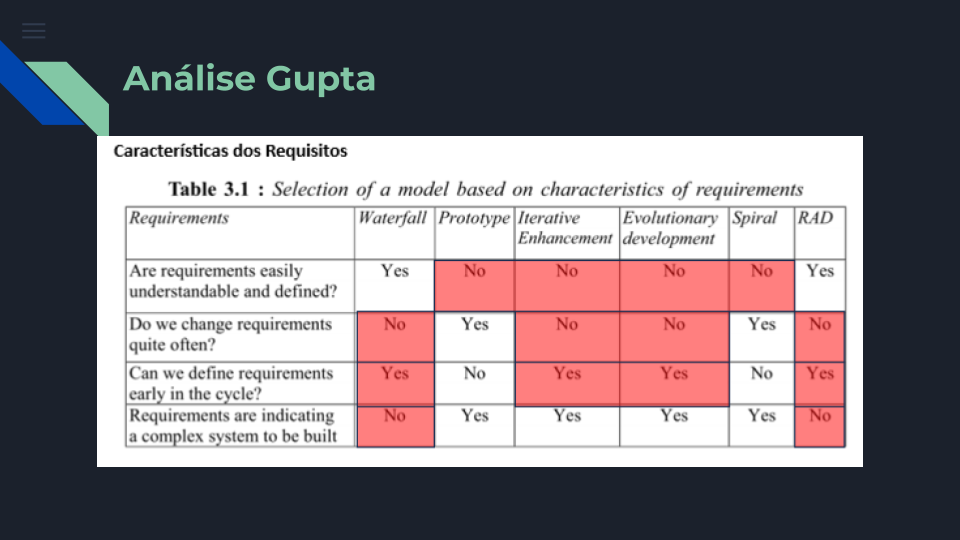 Análise Gupta
Características dos Requisitos
Table 3.1 : Selection of a model based on characteristics of requirements
Requirements Waterfall Prototype Iterative Enhancement Evolutionary development Spiral RAD
Are requirements easily understandable and defined? Yes No No No No Yes
Do we change requirements quite often? No Yes No No Yes No
Can we define requirements early in the cycle? Yes No Yes Yes No Yes
Requirements are indicating a complex system to be built No Yes Yes Yes Yes No